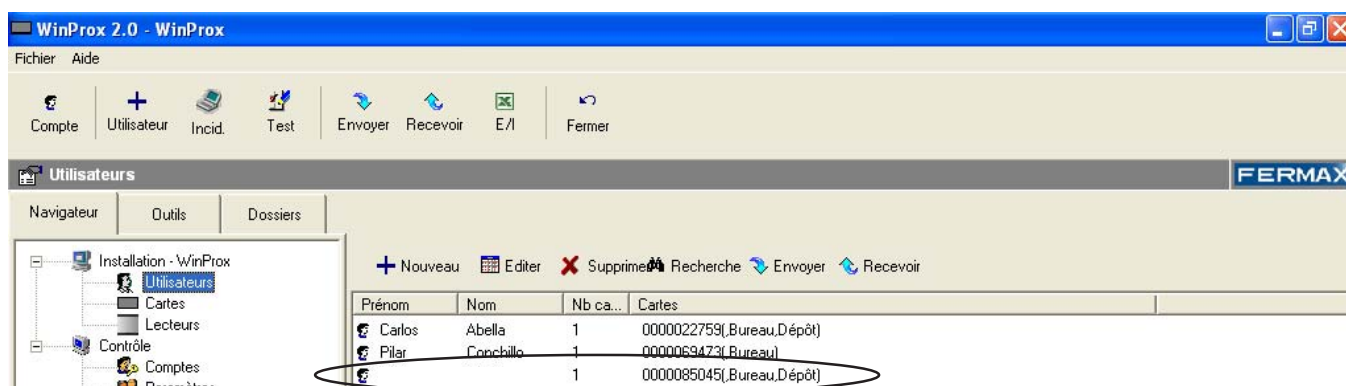 WinProx 2.0 - WinProx
Fichier Aide
Compte Utilisateur Incid. Test Envoyer Recevoir E/I Fermer
Utilisateurs FERMAX
Navigateur Outils Dossiers
Installation - WinProx
Utilisateurs
Cartes
Lecteurs
Contrôle
Comptes
Paramètres
Nouveau Editer Supprime Recherche Envoyer Recevoir
Prénom Nom Nb ca... Cartes
Carlos Abella 1 0000022759(,Bureau,Dépôt)
Pilar Conchillo 1 0000069473(,Bureau)
1 0000085045(,Bureau,Dépôt)